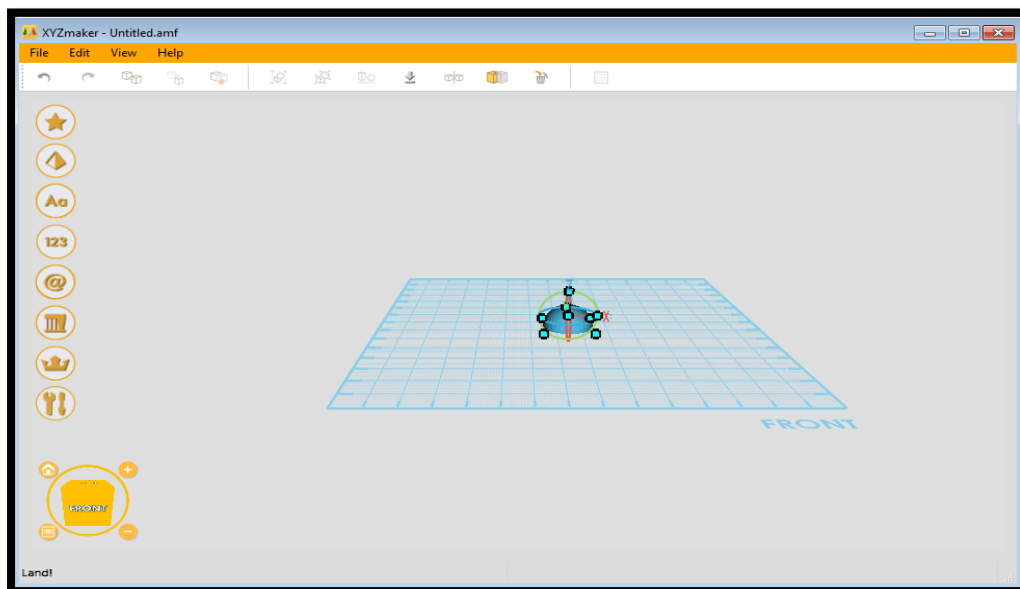 XYZmaker - Untitled.amf
File Edit View Help
Aa
123
@
X
FRONT
FRONT
Land!